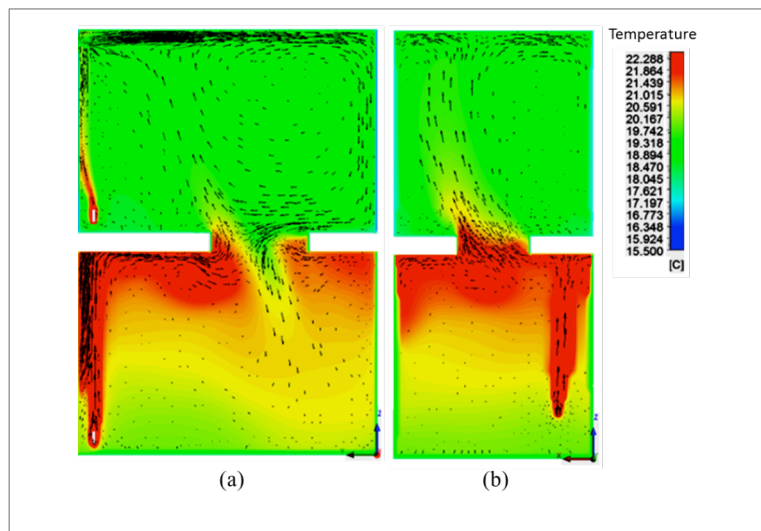 Temperature
22.288
21.864
21.439
21.015
20.591
20.167
19.742
19.318
18.894
18.470
18.045
17.621
17.197
16.773
16.348
15.924
15.500
[C]
z
z
x
(a)
(b)